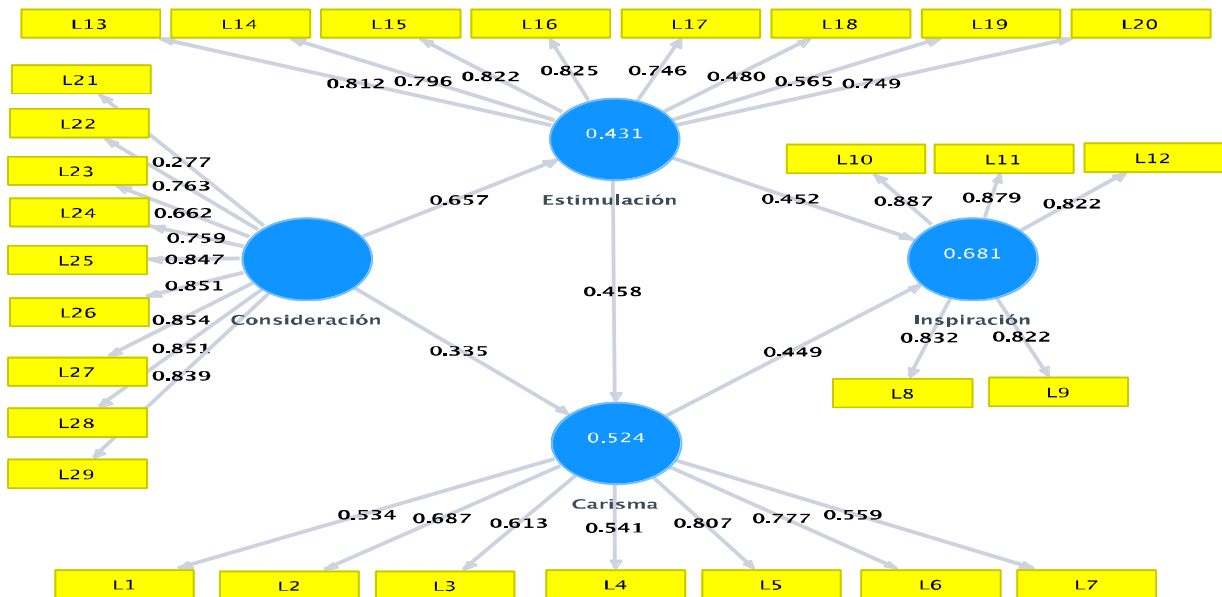 L13 L14 L15 L16 L17 L18 L19 L20
0.812 0.796 0.822 0.825 0.746 0.480 0.565 0.749
L21
L22
L23
L24
L25
L26
L27
L28
L29
0.277
0.763
0.662
0.759
0.847
0.851
0.854
0.851
0.839
Consideración
0.657
0.335
0.431
Estimulación
0.458
0.452
0.449
L10 L11 L12
0.887 0.879 0.822
0.681
Inspiración
0.832 0.822
L8 L9
0.524
Carisma
0.534 0.687 0.613 0.541 0.807 0.777 0.559
L1 L2 L3 L4 L5 L6 L7